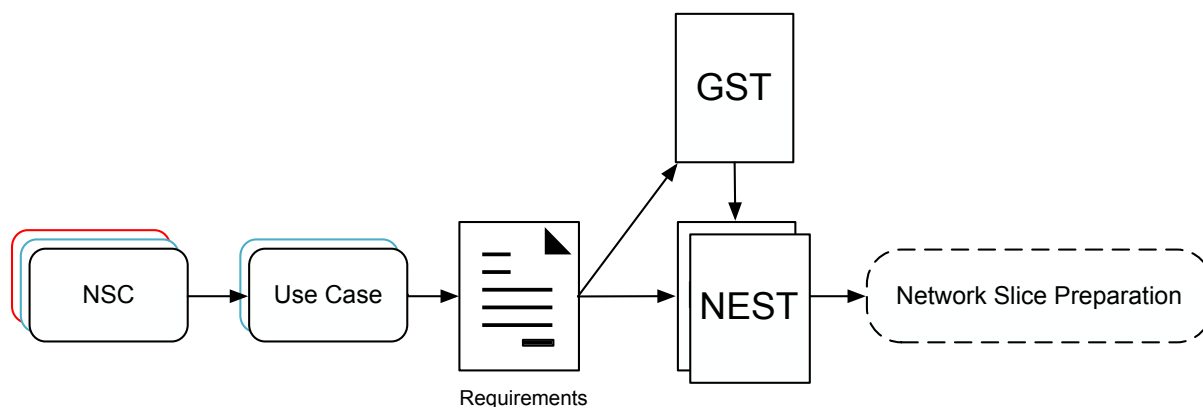 GST
NSC
Use Case
NEST
Network Slice Preparation
Requirements